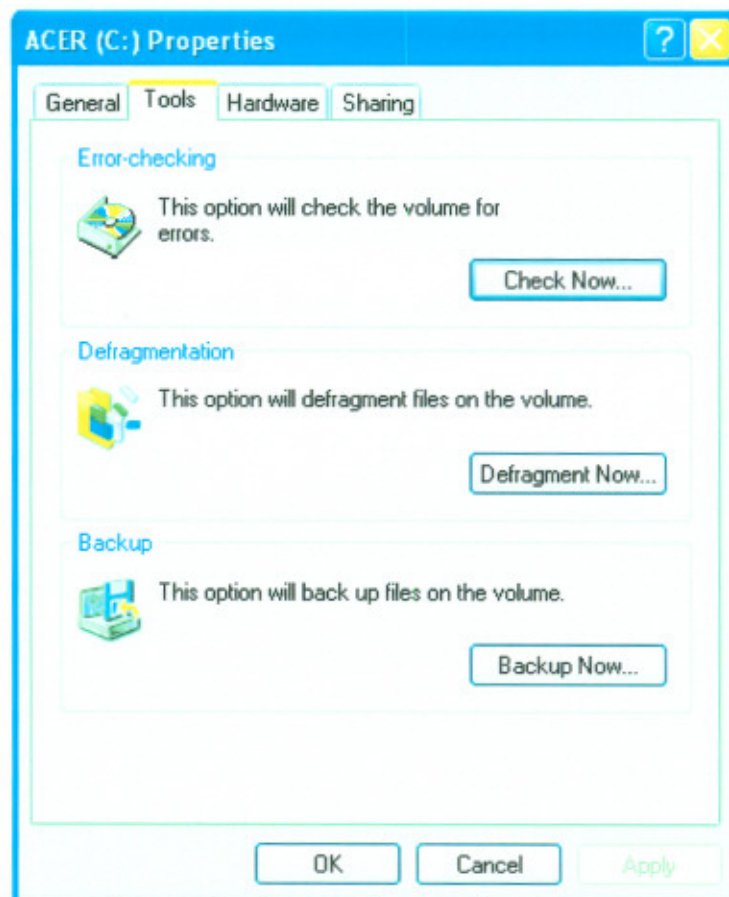 ACER (C:) Properties
?
General Tools Hardware Sharing
Error-checking
This option will check the volume for
errors.
Check Now...
Defragmentation
This option will defragment files on the volume.
Defragment Now...
Backup
This option will back up files on the volume.
Backup Now...
OK Cancel Apply